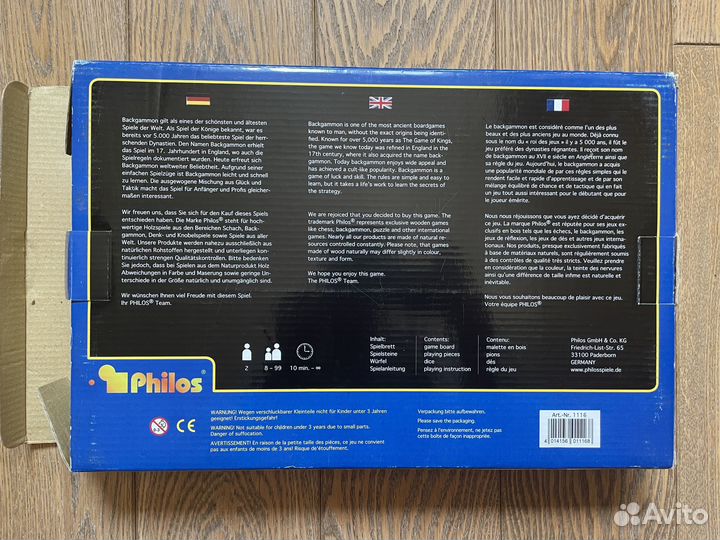 Backgammon gilt als eines der schönsten und ältesten
Spiele der Welt. Als Spiel der Könige bekannt, war es
bereits vor 5.000 Jahren das beliebteste Spiel der herr-
schenden Dynastien. Den Namen Backgammon erhielt
das Spiel im 17. Jahrhundert in England, wo auch die
Spielregeln dokumentiert wurden. Heute erfreut sich
Backgammon weltweiter Beliebtheit. Aufgrund seiner
einfachen Spielzüge ist Backgammon leicht und schnell
zu lernen. Die ausgewogene Mischung aus Glück und
Taktik macht das Spiel für Anfänger und Profis gleicher-
maßen interessant.
Wir freuen uns, dass Sie sich für den Kauf dieses Spiels
entschieden haben. Die Marke Philos® steht für hoch-
wertige Holzspiele aus den Bereichen Schach, Back-
gammon, Denk- und Knobelspiele sowie Spiele aus aller
Welt. Unsere Produkte werden nahezu ausschließlich aus
natürlichen Rohstoffen hergestellt und unterliegen kon-
tinuierlich strengen Qualitätskontrollen. Bitte bedenken
Sie jedoch, dass bei Spielen aus dem Naturprodukt Holz
Abweichungen in Farbe und Maserung sowie geringe Un-
terschiede in der Größe natürlich und unumgänglich sind.
Wir wünschen Ihnen viel Freude mit diesem Spiel.
Ihr PHILOS® Team.
Backgammon is one of the most ancient boardgames
known to man, without the exact origins being identi-
fied. Known for over 5,000 years as The Game of Kings,
the game we know today was refined in England in the
17th century, where it also acquired the name back-
gammon. Today backgammon enjoys wide appeal and
has achieved a cult-like popularity. Backgammon is a
game of luck and skill. The rules are simple and easy to
learn, but it takes a life's work to learn the secrets of
the strategy.
We are rejoiced that you decided to buy this game. The
trademark Philos® represents exclusive wooden games
like chess, backgammon, puzzle and other international
games. Nearly all our products are made of natural re-
sources controlled constantly. Please note, that games
made of wood naturally may differ slightly in colour,
texture, and size.
We hope you enjoy this game.
The PHILOS® Team.
Le backgammon est considéré comme l'un des plus
beaux et des plus anciens jeu au monde. Déjà connu
sous le nom du « roi des jeux » il y a 5 000 ans, il fût le
jeu préféré des dynasties régnantes. Il reçoit son nom
de backgammon au XVII e siècle en Angleterre ainsi
que sa règle du jeu. Aujourd'hui, le backgammon a acquis
une popularité mondiale de par ces règles simples qui le
rendent facile et rapide d'apprentissage et de par son
mélange équilibre de chance et de tactique qui en fait
un jeu tout aussi intéressant pour le débutant que pour
le joueur émérite.
Nous nous réjouissons que vous ayez décidé d'acquérir
ce jeu. La marque Philos® est réputée pour ses jeux ex-
clusifs en bois tels que les échecs, le backgammon, les
jeux de réflexion, les jeux de dés et autres jeux interna-
tionaux. Nos produits, presque exclusivement fabriqués
à base de matériaux naturels, sont régulièrement soumis
à des contrôles de qualité très stricts. Veuillez prendre
en considération que la couleur, la teinte des nervures
ainsi qu'une différence de taille infime est naturelle et
inévitable.
Nous vous souhaitons beaucoup de plaisir avec ce jeu.
Votre équipe PHILOS®
2
8 – 99
10 min. – ∞
Inhalt:
Spielbrett
Spielsteine
Würfel
Spielanleitung
Contents:
game board
playing pieces
dice
playing instruction
Contenu:
malette en bois
pions
dés
règle du jeu
Philos GmbH & Co. KG
Friedrich-List-Str. 65
33100 Paderborn
GERMANY
www.philosspiele.de
Philos®
0-3
CE
WARNUNG! Wegen verschluckbarer Kleinteile nicht für Kinder unter 3 Jahren
geeignet! Erstickungsgefahr!
WARNUNG! Not suitable for children under 3 years due to small parts.
Danger of suffocation.
AVERTISSEMENT! En raison de la petite taille des pièces, ce jeu ne convient
pas aux enfants de moins de 3 ans! Risque d'étouffement.
Verpackung bitte aufbewahren.
Please save the packaging.
Pensez à l'environnement, ne jetez pas
cette boîte de façon inappropriée.
Art.-Nr. 1116
4 014156 011168
Avito